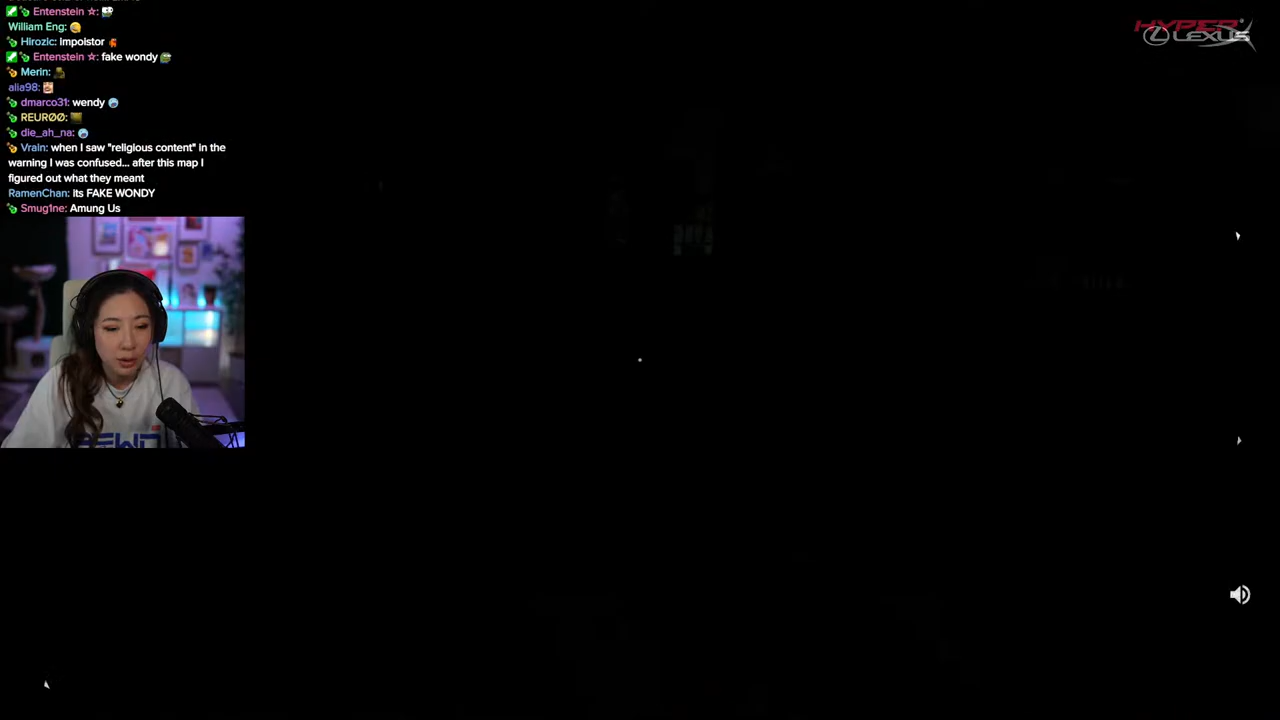 Entenstein ☆:
William Eng:
Hirozic: impoistor
Entenstein ☆: fake wondy
Merin:
alia98:
dmarco31: wendy
REURØØ:
die_ah_na:
Vrain: when I saw "religious content" in the
warning I was confused... after this map I
figured out what they meant
RamenChan: its FAKE WONDY
Smug1ne: Amung Us
HYPERX
LEXUS